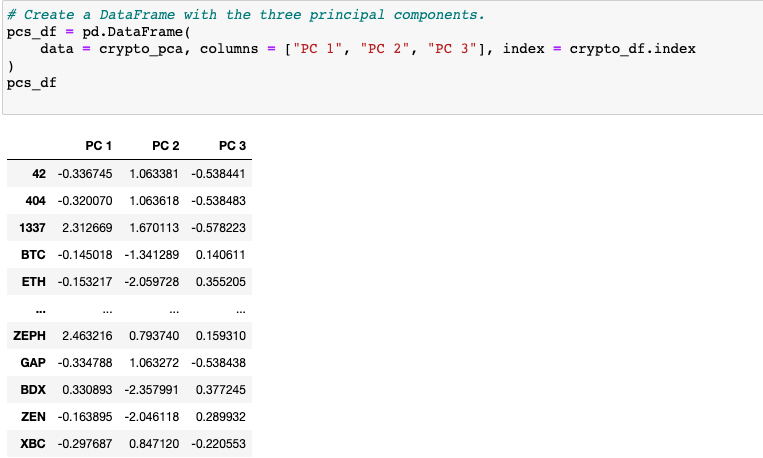 # Create a DataFrame with the three principal components.
pcs_df = pd.DataFrame(
    data = crypto_pca, columns = ["PC 1", "PC 2", "PC 3"], index = crypto_df.index
)
pcs_df
PC 1 PC 2 PC 3
42 -0.336745 1.063381 -0.538441
404 -0.320070 1.063618 -0.538483
1337 2.312669 1.670113 -0.578223
BTC -0.145018 -1.341289 0.140611
ETH -0.153217 -2.059728 0.355205
... ... ... ...
ZEPH 2.463216 0.793740 0.159310
GAP -0.334788 1.063272 -0.538438
BDX 0.330893 -2.357991 0.377245
ZEN -0.163895 -2.046118 0.289932
XBC -0.297687 0.847120 -0.220553